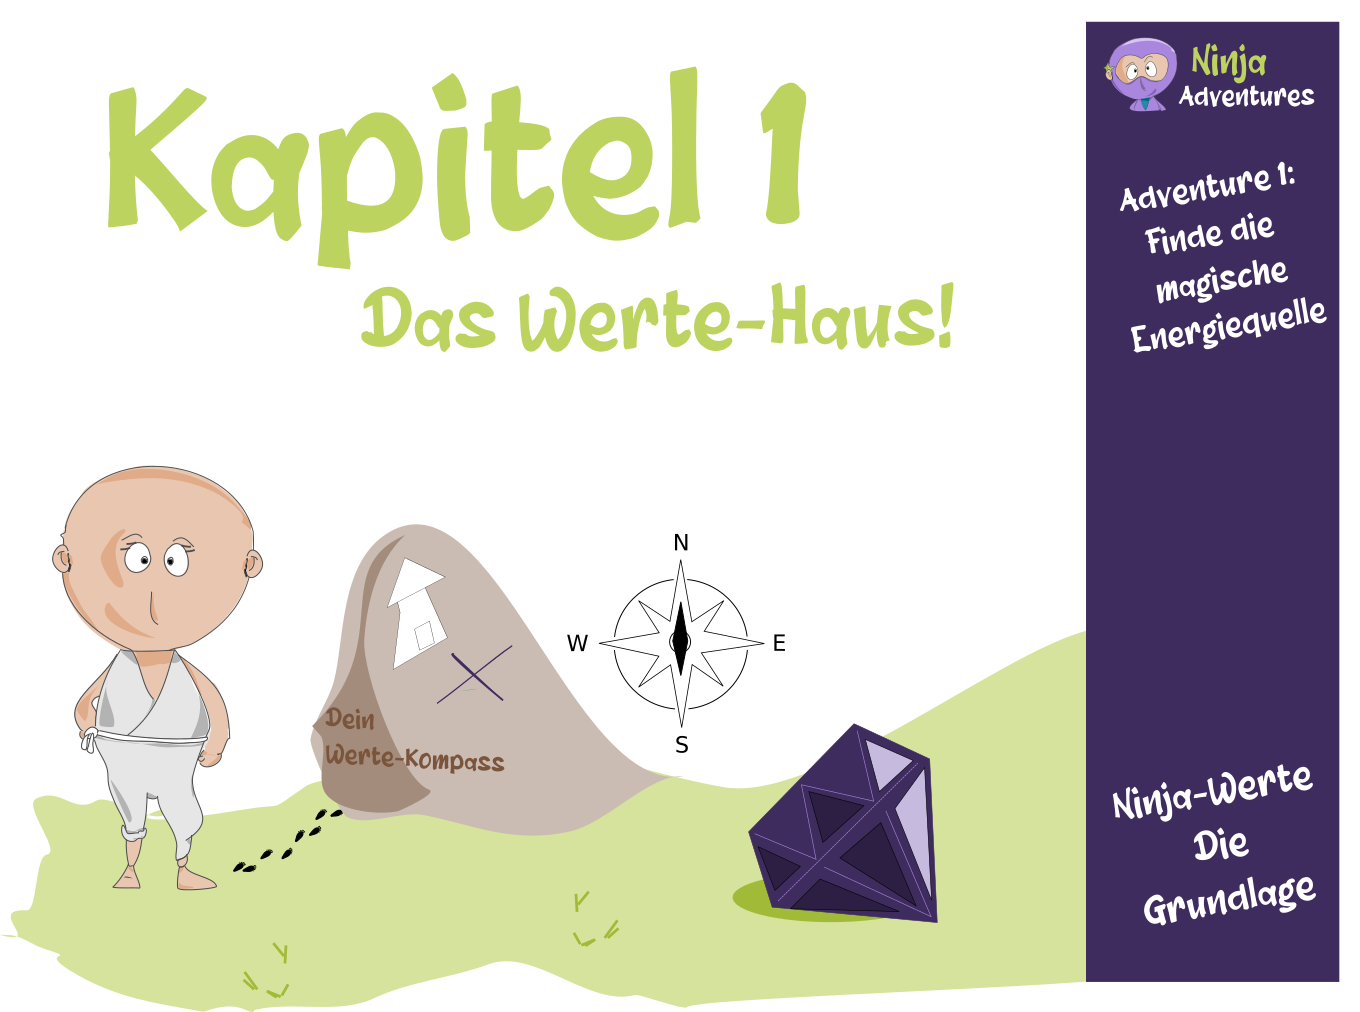 Kapitel 1
Das Werte-Haus!
N
W
E
S
Dein
Werte-Kompass
Ninja
Adventures
Adventure 1:
Finde die
magische
Energiequelle
Ninja-Werte
Die
Grundlage